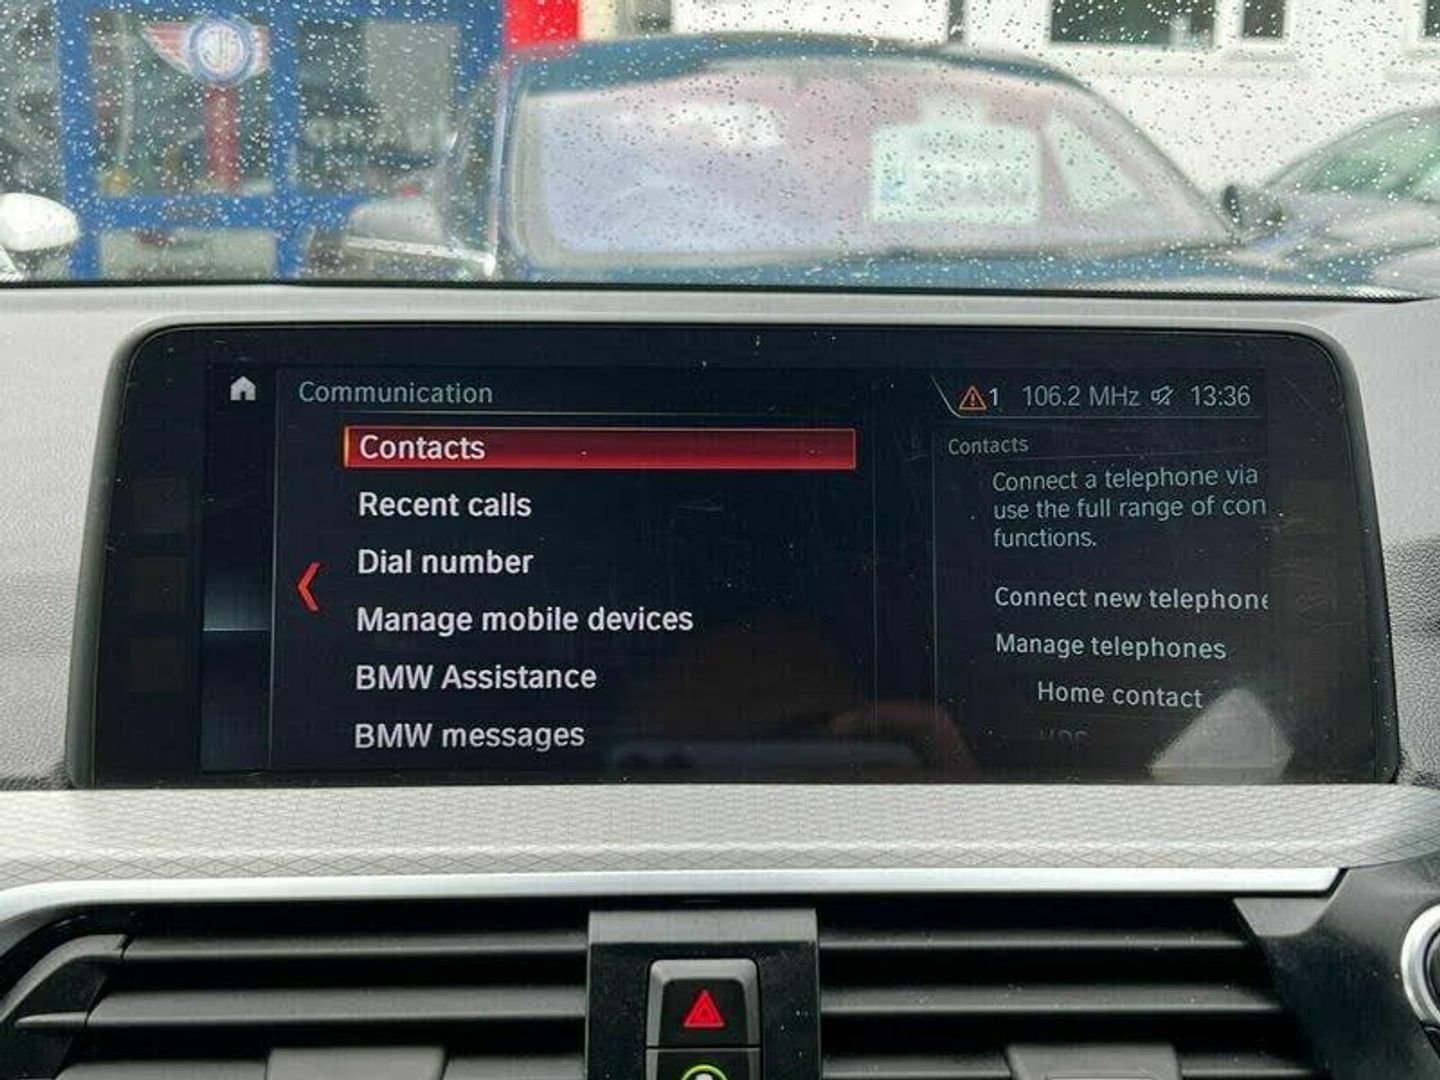 Communication
1 106.2 MHz 13:36
Contacts
Recent calls
Dial number
Manage mobile devices
BMW Assistance
BMW messages
Contacts
Connect a telephone via
use the full range of con
functions.
Connect new telephone
Manage telephones
Home contact